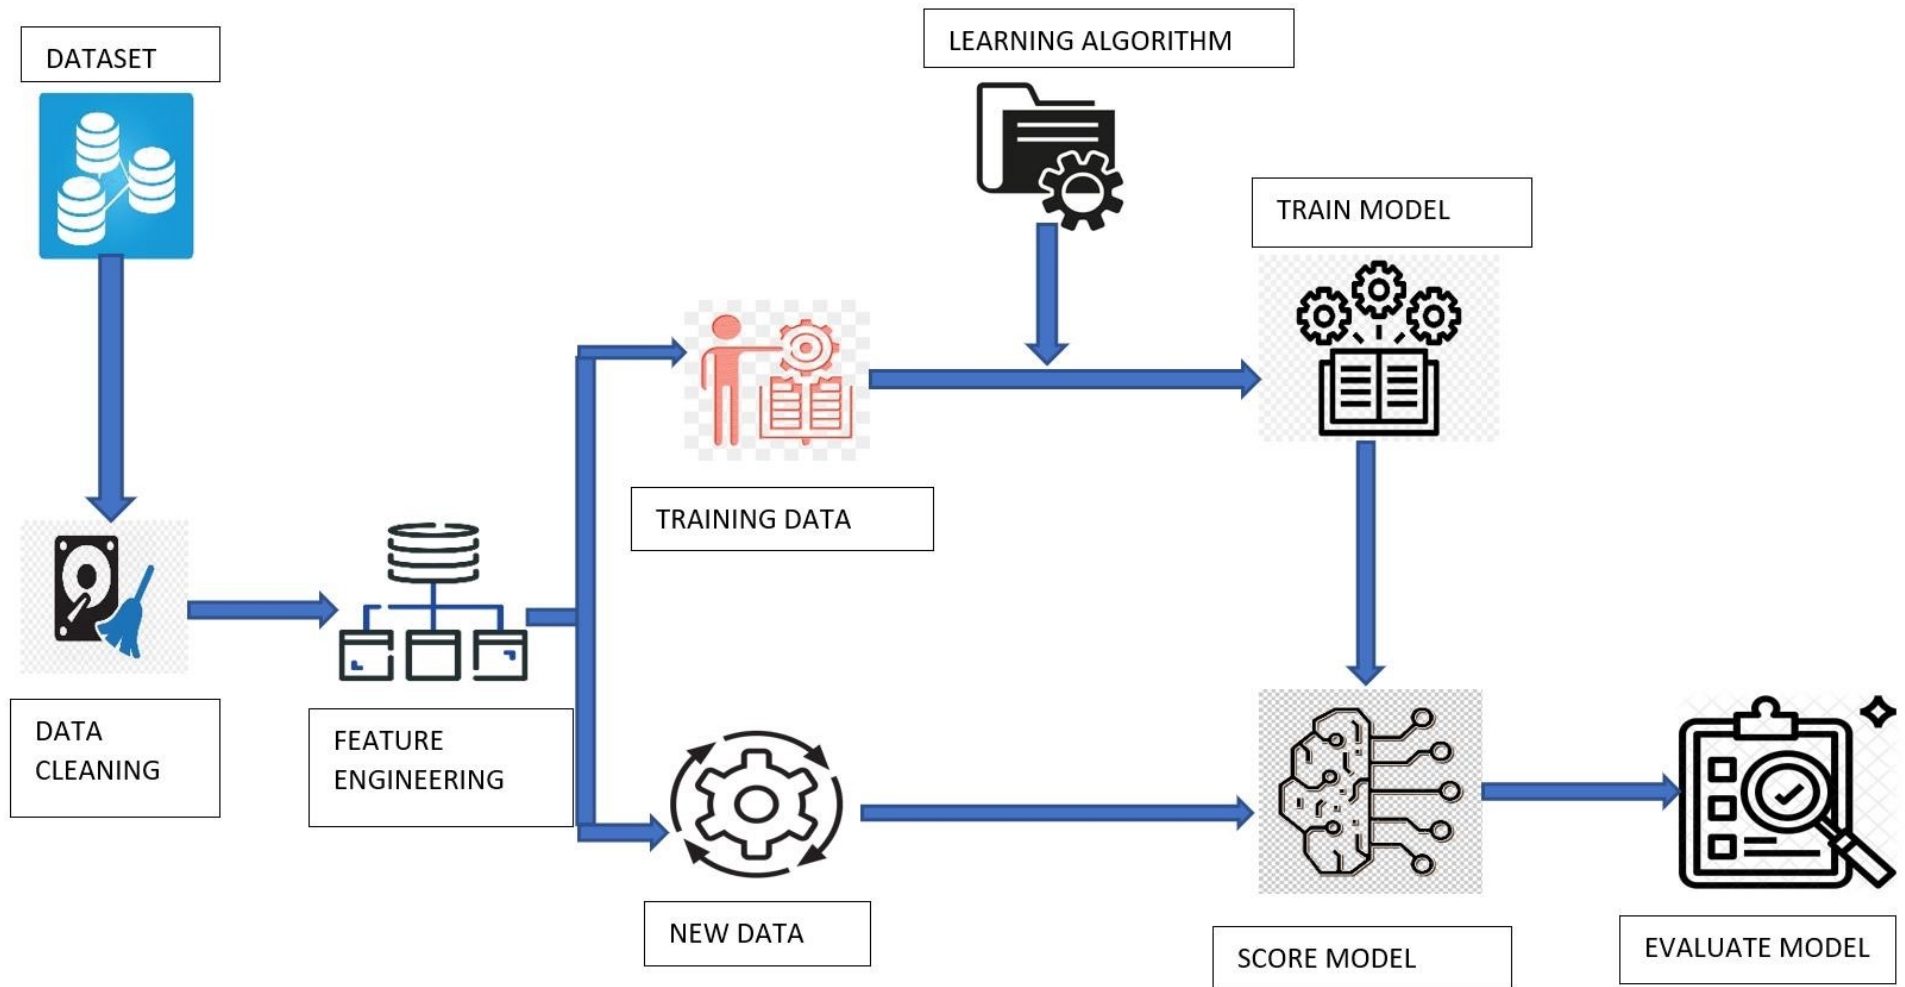 DATASET
LEARNING ALGORITHM
TRAIN MODEL
TRAINING DATA
DATA
CLEANING
FEATURE
ENGINEERING
NEW DATA
SCORE MODEL
EVALUATE MODEL